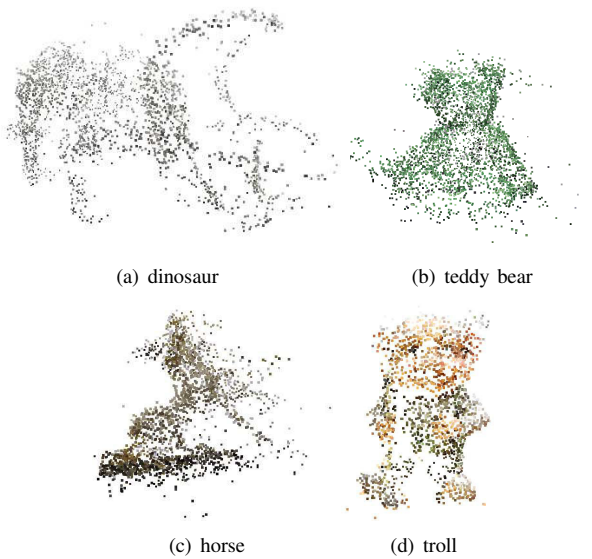 (a) dinosaur
(b) teddy bear
(c) horse
(d) troll